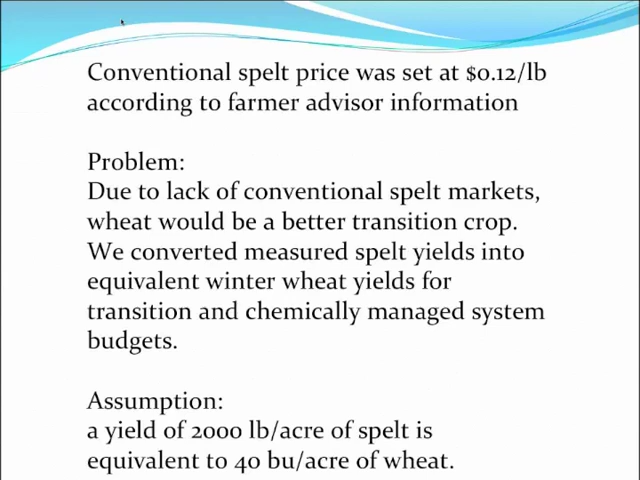 Conventional spelt price was set at $0.12/lb
according to farmer advisor information
Problem:
Due to lack of conventional spelt markets,
wheat would be a better transition crop.
We converted measured spelt yields into
equivalent winter wheat yields for
transition and chemically managed system
budgets.
Assumption:
a yield of 2000 lb/acre of spelt is
equivalent to 40 bu/acre of wheat.